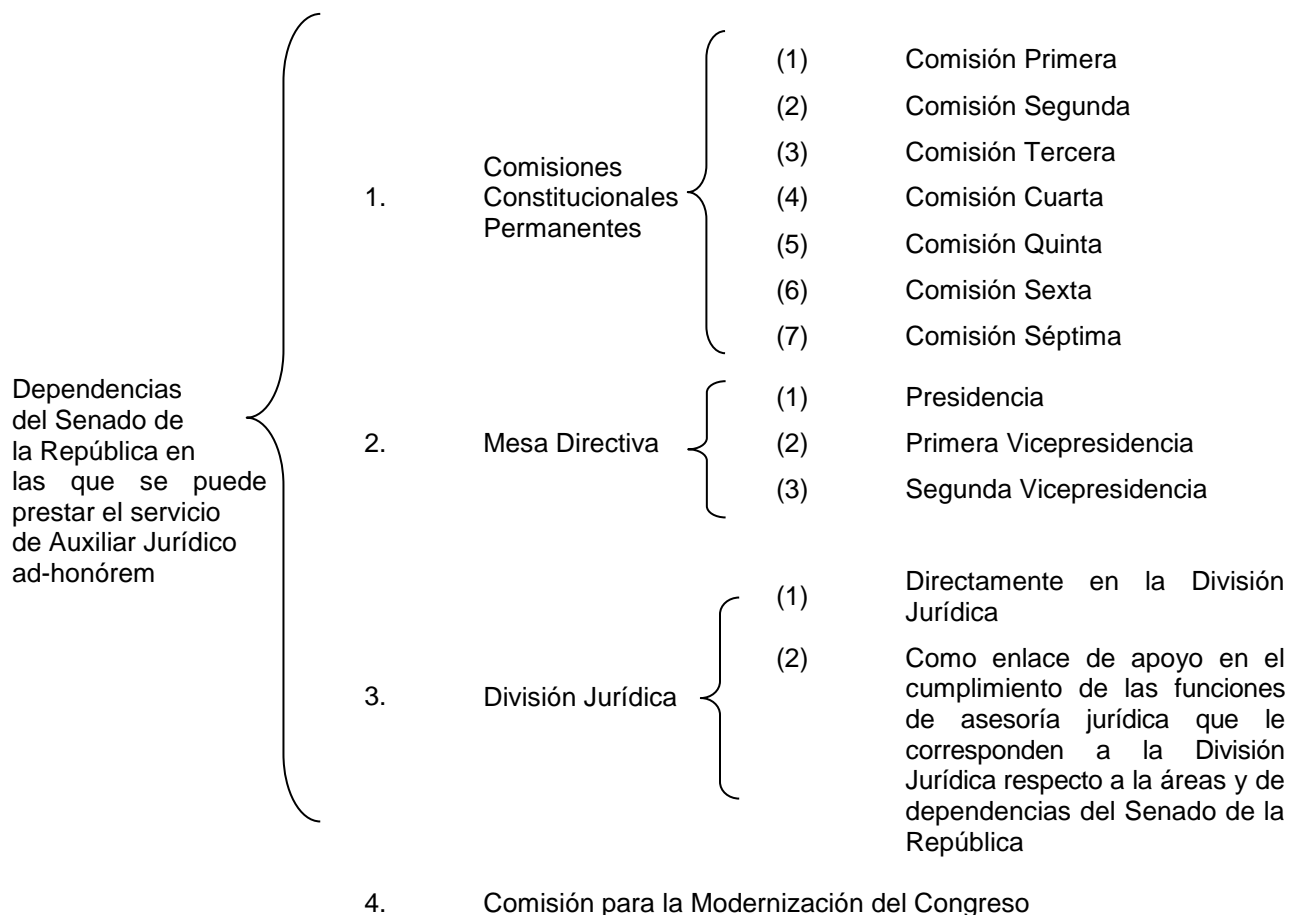 Dependencias
del Senado de
la República en
las que se puede
prestar el servicio
de Auxiliar Jurídico
ad-honórem
1.
Comisiones
Constitucionales
Permanentes
(1) Comisión Primera
(2) Comisión Segunda
(3) Comisión Tercera
(4) Comisión Cuarta
(5) Comisión Quinta
(6) Comisión Sexta
(7) Comisión Séptima
2. Mesa Directiva
(1) Presidencia
(2) Primera Vicepresidencia
(3) Segunda Vicepresidencia
3. División Jurídica
(1) Directamente en la División
Jurídica
(2) Como enlace de apoyo en el
cumplimiento de las funciones
de asesoría jurídica que le
corresponden a la División
Jurídica respecto a la áreas y de
dependencias del Senado de la
República
4. Comisión para la Modernización del Congreso